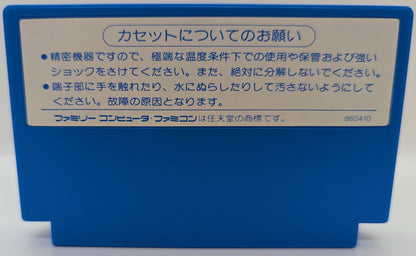 カセットについてのお願い
●精密機器ですので、極端な温度条件下での使用や保管および強い
ショックをさけてください。また、絶対に分解しないでください。
●端子部に手を触れたり、水にぬらしたりして汚さないようにして
ください。故障の原因となります。
ファミリー コンピュータ・ファミコンは任天堂の商標です。 860410